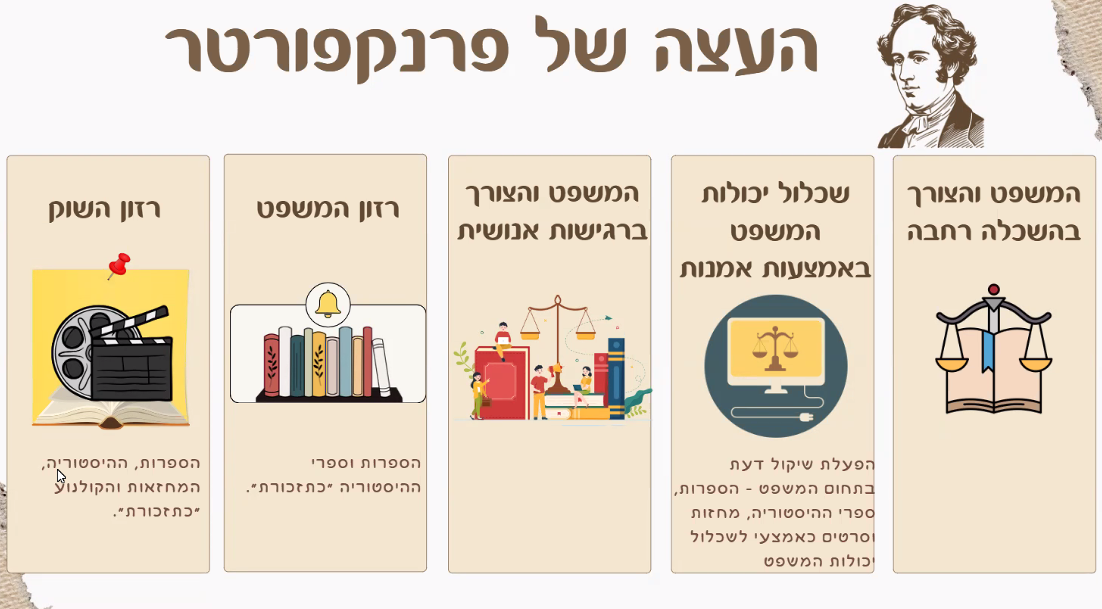 העצה של פרנקפורטר
המשפט והצורך
בהשכלה רחבה
שכלול יכולות
המשפט
באמצעות אמנות
הפעלת שיקול דעת
בתחום המשפט - הספרות,
ספרי ההיסטוריה, מחזות
וסרטים כאמצעי לשכלול
יכולות המשפט
המשפט והצורך
ברגישות אנושית
רזון המשפט
הספרות וספרי
ההיסטוריה "כתזכורת".
רזון השוק
הספרות, ההיסטוריה,
המחזאות והקולנוע
"כתזכורת".